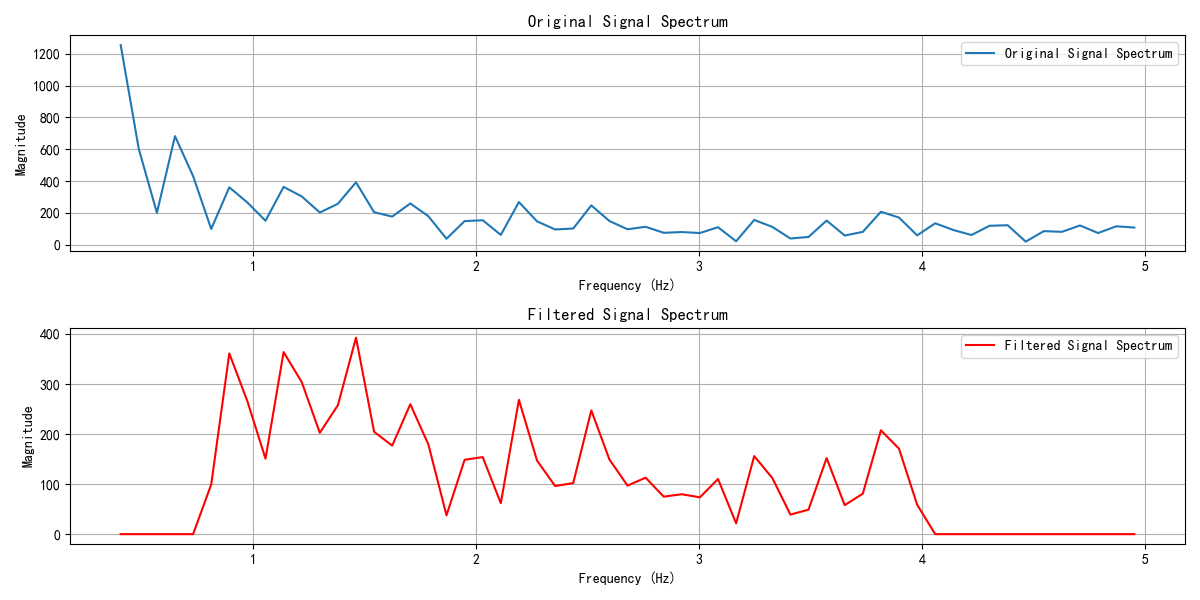 Original Signal Spectrum
Original Signal Spectrum
Magnitude
1200
1000
800
600
400
200
0
1 2 3 4 5
Frequency (Hz)
Filtered Signal Spectrum
Filtered Signal Spectrum
Magnitude
400
300
200
100
0
1 2 3 4 5
Frequency (Hz)